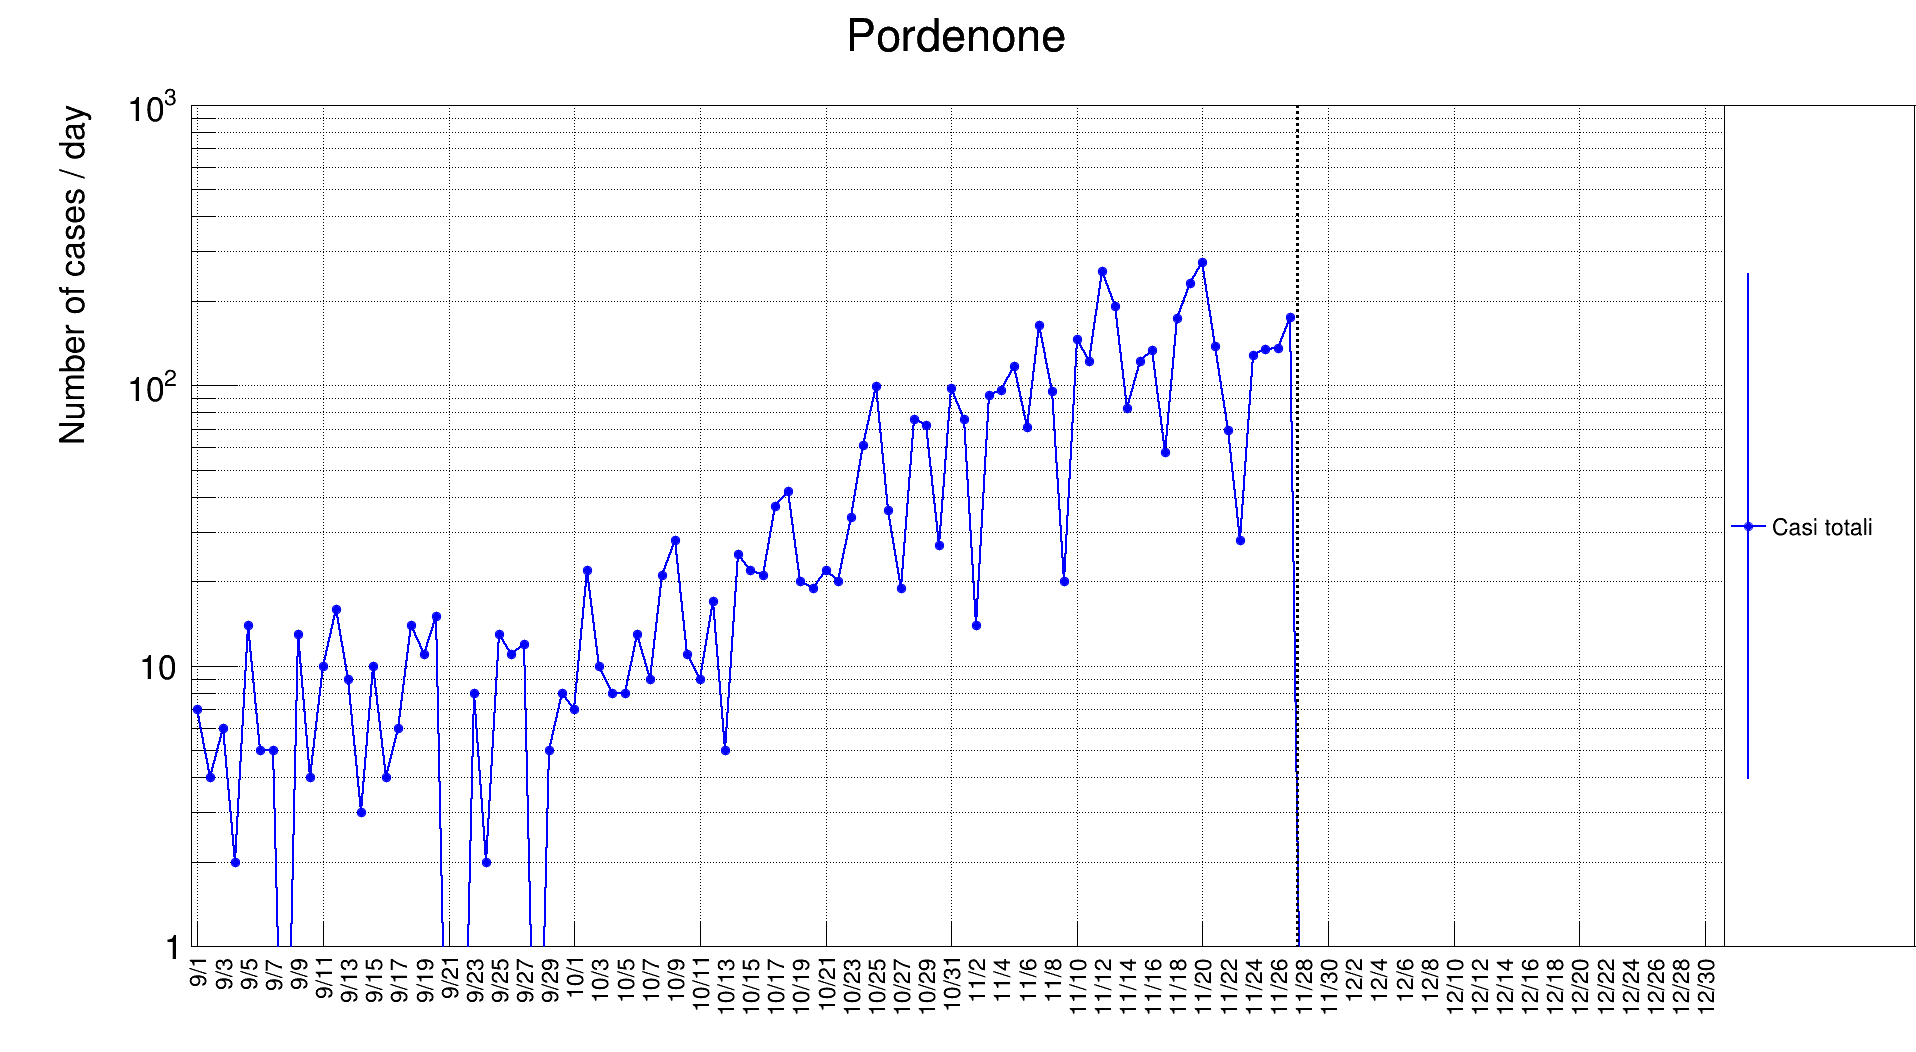 Pordenone
Number of cases / day
10³
10²
10
1
9/1 9/3 9/5 9/7 9/9 9/11 9/13 9/15 9/17 9/19 9/21 9/23 9/25 9/27 9/29 10/1 10/3 10/5 10/7 10/9 10/11 10/13 10/15 10/17 10/19 10/21 10/23 10/25 10/27 10/29 10/31 11/2 11/4 11/6 11/8 11/10 11/12 11/14 11/16 11/18 11/20 11/22 11/24 11/26 11/28 11/30 12/2 12/4 12/6 12/8 12/10 12/12 12/14 12/16 12/18 12/20 12/22 12/24 12/26 12/28 12/30
Casi totali